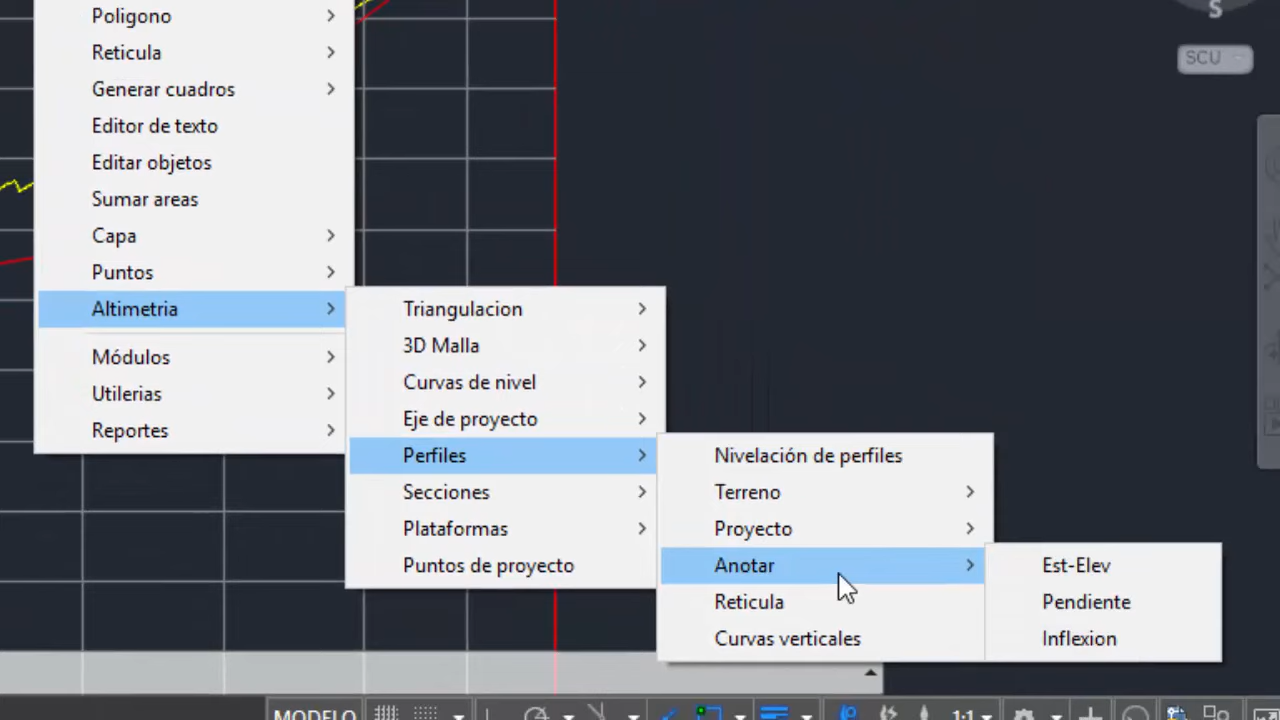 Poligono
Reticula
Generar cuadros
Editor de texto
Editar objetos
Sumar areas
Capa
Puntos
Altimetria
Módulos
Utilerias
Reportes
Triangulacion
3D Malla
Curvas de nivel
Eje de proyecto
Perfiles
Secciones
Plataformas
Puntos de proyecto
Nivelación de perfiles
Terreno
Proyecto
Anotar
Reticula
Curvas verticales
Est-Elev
Pendiente
Inflexion
S
SCU
MODELO
1:1